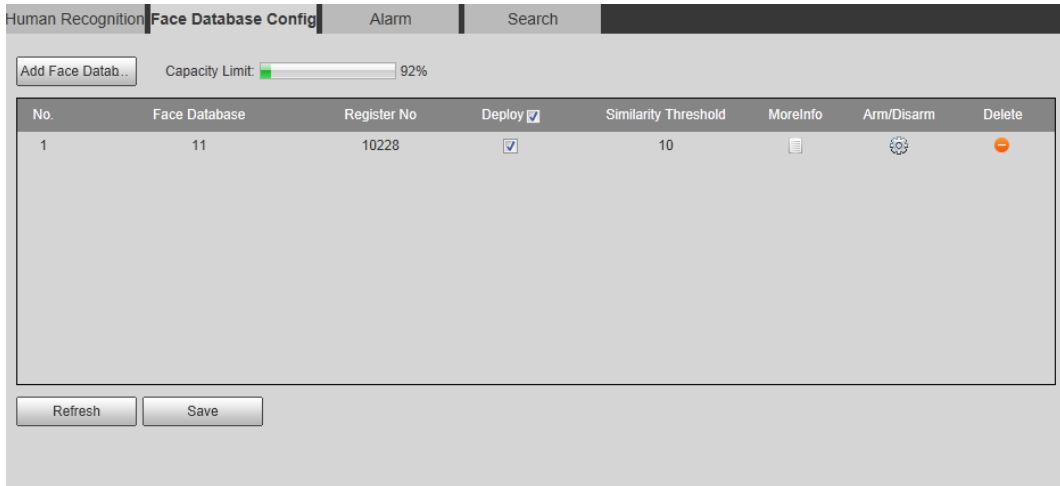 Human Recognition Face Database Config Alarm Search
Add Face Datab... Capacity Limit: 92%
No. Face Database Register No Deploy Similarity Threshold MoreInfo Arm/Disarm Delete
1 11 10228 10
Refresh Save